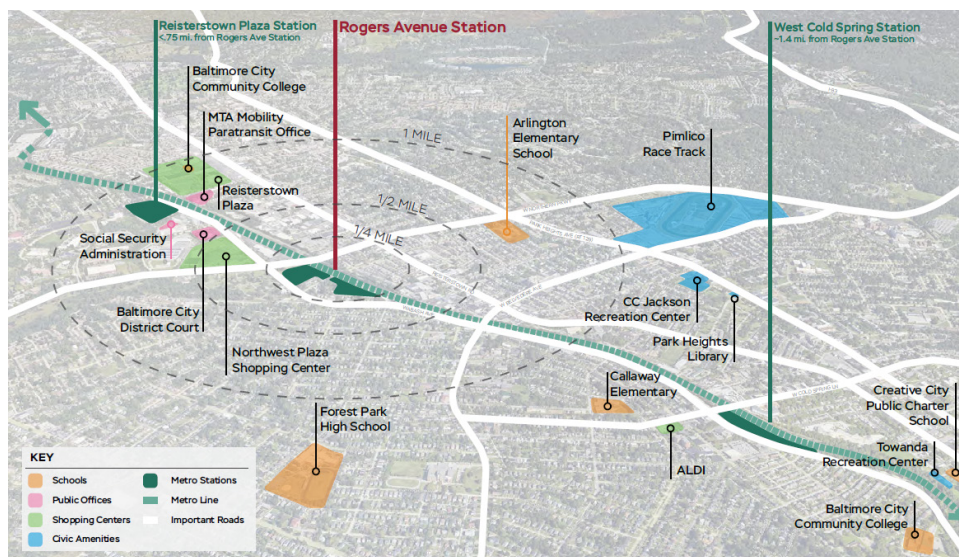 Reisterstown Plaza Station
<.75 mi. from Rogers Ave Station
Rogers Avenue Station
West Cold Spring Station
~1.4 mi. from Rogers Ave Station
Baltimore City
Community College
MTA Mobility
Paratransit Office
Reisterstown
Plaza
Social Security
Administration
Baltimore City
District Court
Northwest Plaza
Shopping Center
1 MILE
1/2 MILE
1/4 MILE
Arlington
Elementary
School
Pimlico
Race Track
CC Jackson
Recreation Center
Park Heights
Library
Callaway
Elementary
ALDI
Forest Park
High School
Creative City
Public Charter
School
Towanda
Recreation Center
Baltimore City
Community College
W COLD SPRING LN
KEY
Schools
Public Offices
Shopping Centers
Civic Amenities
Metro Stations
Metro Line
Important Roads